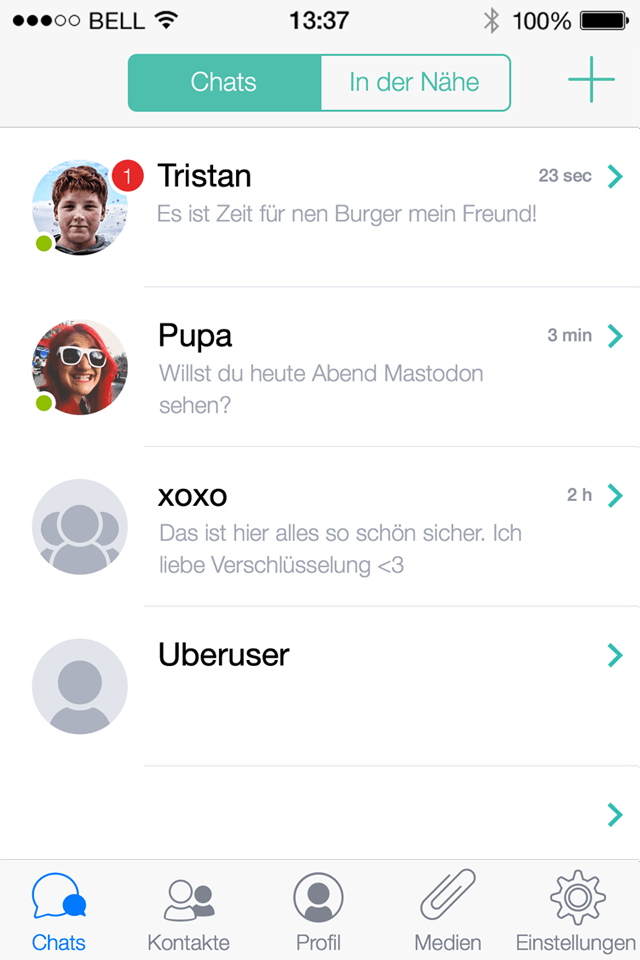 BELL 13:37 100%
Chats In der Nähe
1 Tristan 23 sec
Es ist Zeit für nen Burger mein Freund!
Pupa 3 min
Willst du heute Abend Mastodon
sehen?
xoxo 2 h
Das ist hier alles so schön sicher. Ich
liebe Verschlüsselung <3
Uberuser
Chats Kontakte Profil Medien Einstellungen